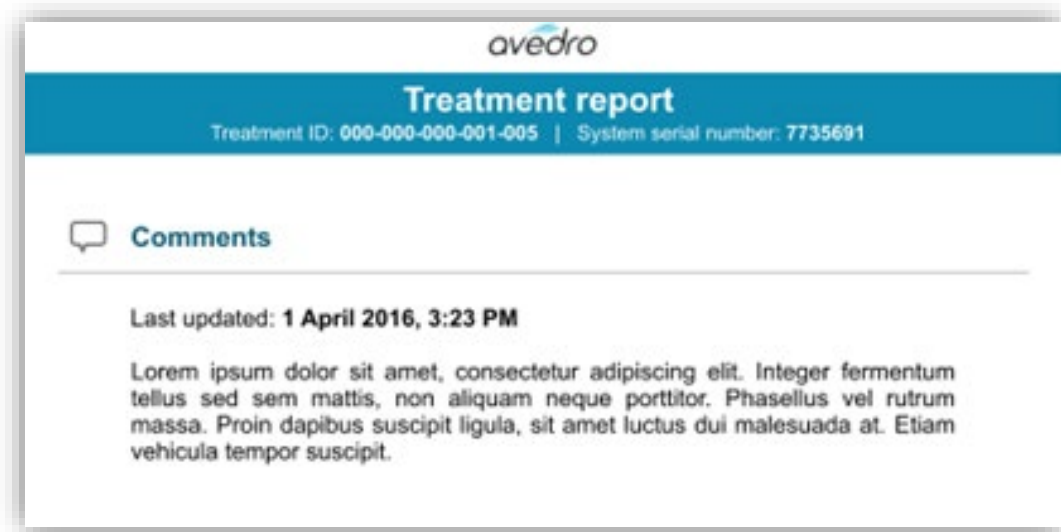 avedro
Treatment report
Treatment ID: 000-000-000-001-005 | System serial number: 7735691
Comments
Last updated: 1 April 2016, 3:23 PM
Lorem ipsum dolor sit amet, consectetur adipiscing elit. Integer fermentum
tellus sed sem mattis, non aliquam neque porttitor. Phasellus vel rutrum
massa. Proin dapibus suscipit ligula, sit amet luctus dui malesuada at. Etiam
vehicula tempor suscipit.